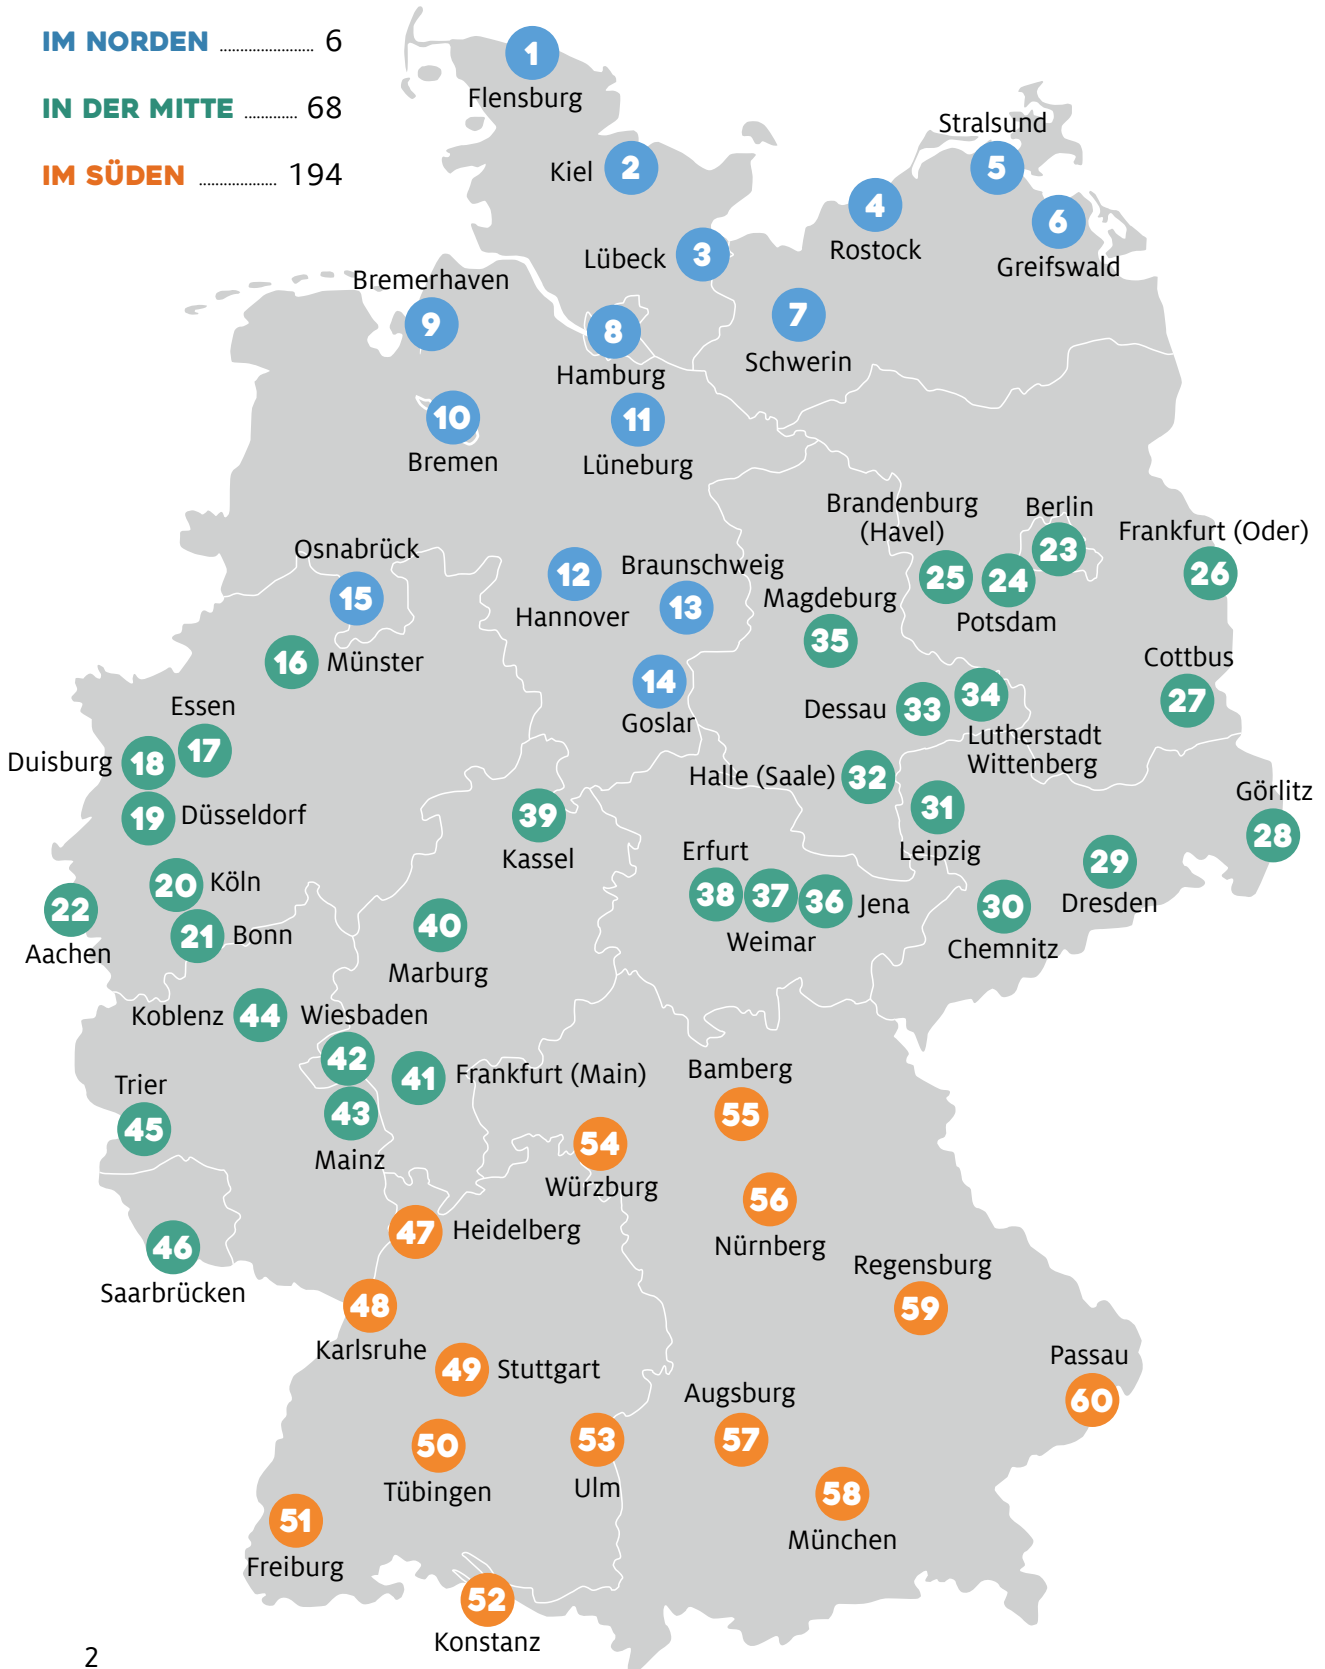 IM NORDEN ....................... 6
IN DER MITTE ............. 68
IM SÜDEN ................... 194
1
Flensburg
Kiel 2
Stralsund
5
4
Rostock
6
Greifswald
Lübeck 3
7
Schwerin
Bremerhaven
9
8
Hamburg
10
Bremen
11
Lüneburg
Osnabrück
15
12
Hannover
Braunschweig
13
14
Goslar
Brandenburg
(Havel)
25
Berlin
23
24
Potsdam
Frankfurt (Oder)
26
Magdeburg
35
16 Münster
Cottbus
27
Essen
17
Duisburg 18
19 Düsseldorf
Dessau 33
34
Lutherstadt
Wittenberg
Halle (Saale) 32
31
Leipzig
Görlitz
28
29
Dresden
30
Chemnitz
39
Kassel
Erfurt
38
37
Weimar
36 Jena
20 Köln
22
Aachen
21 Bonn
40
Marburg
Koblenz 44
Wiesbaden
42
41 Frankfurt (Main)
43
Mainz
Trier
45
46
Saarbrücken
Bamberg
55
54
Würzburg
56
Nürnberg
47 Heidelberg
48
Karlsruhe
49 Stuttgart
Regensburg
59
Passau
60
Augsburg
57
50
Tübingen
53
Ulm
58
München
51
Freiburg
52
Konstanz
2